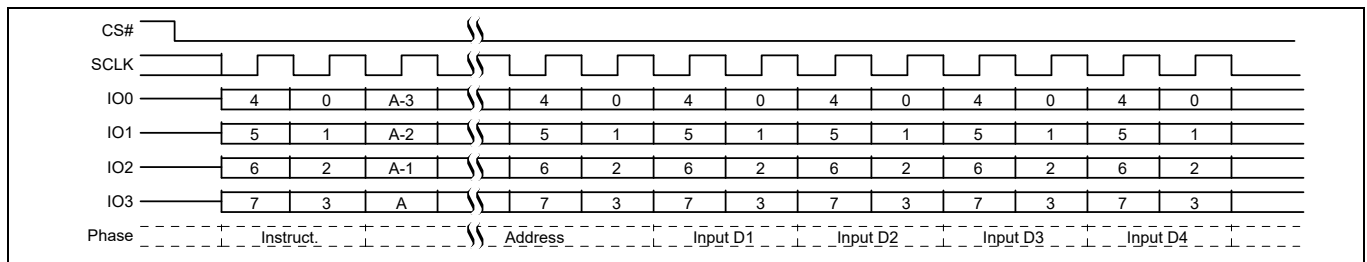 CS#
SCLK
IO0 4 0 A-3 4 0 4 0 4 0 4 0 4 0
IO1 5 1 A-2 5 1 5 1 5 1 5 1 5 1
IO2 6 2 A-1 6 2 6 2 6 2 6 2 6 2
IO3 7 3 A 7 3 7 3 7 3 7 3 7 3
Phase Instruct. Address Input D1 Input D2 Input D3 Input D4